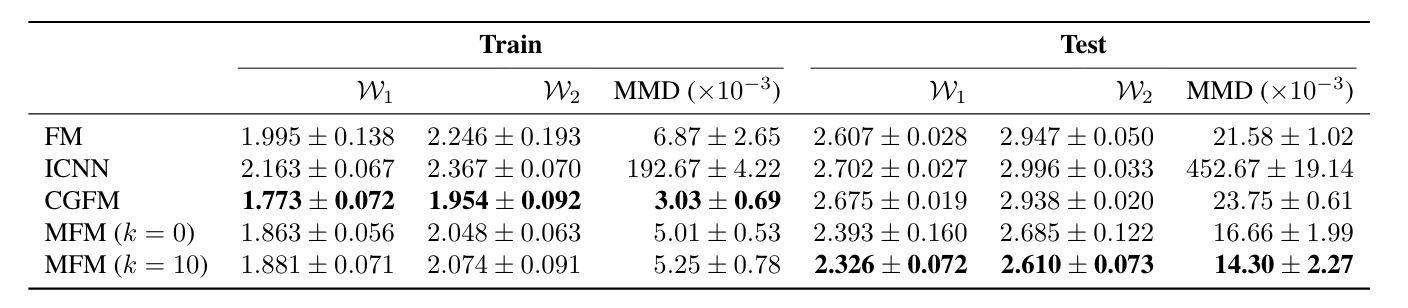 Train Test
𝒲₁ 𝒲₂ MMD (×10⁻³) 𝒲₁ 𝒲₂ MMD (×10⁻³)
FM 1.995 ± 0.138 2.246 ± 0.193 6.87 ± 2.65 2.607 ± 0.028 2.947 ± 0.050 21.58 ± 1.02
ICNN 2.163 ± 0.067 2.367 ± 0.070 192.67 ± 4.22 2.702 ± 0.027 2.996 ± 0.033 452.67 ± 19.14
CGFM 1.773 ± 0.072 1.954 ± 0.092 3.03 ± 0.69 2.675 ± 0.019 2.938 ± 0.020 23.75 ± 0.61
MFM (k = 0) 1.863 ± 0.056 2.048 ± 0.063 5.01 ± 0.53 2.393 ± 0.160 2.685 ± 0.122 16.66 ± 1.99
MFM (k = 10) 1.881 ± 0.071 2.074 ± 0.091 5.25 ± 0.78 2.326 ± 0.072 2.610 ± 0.073 14.30 ± 2.27